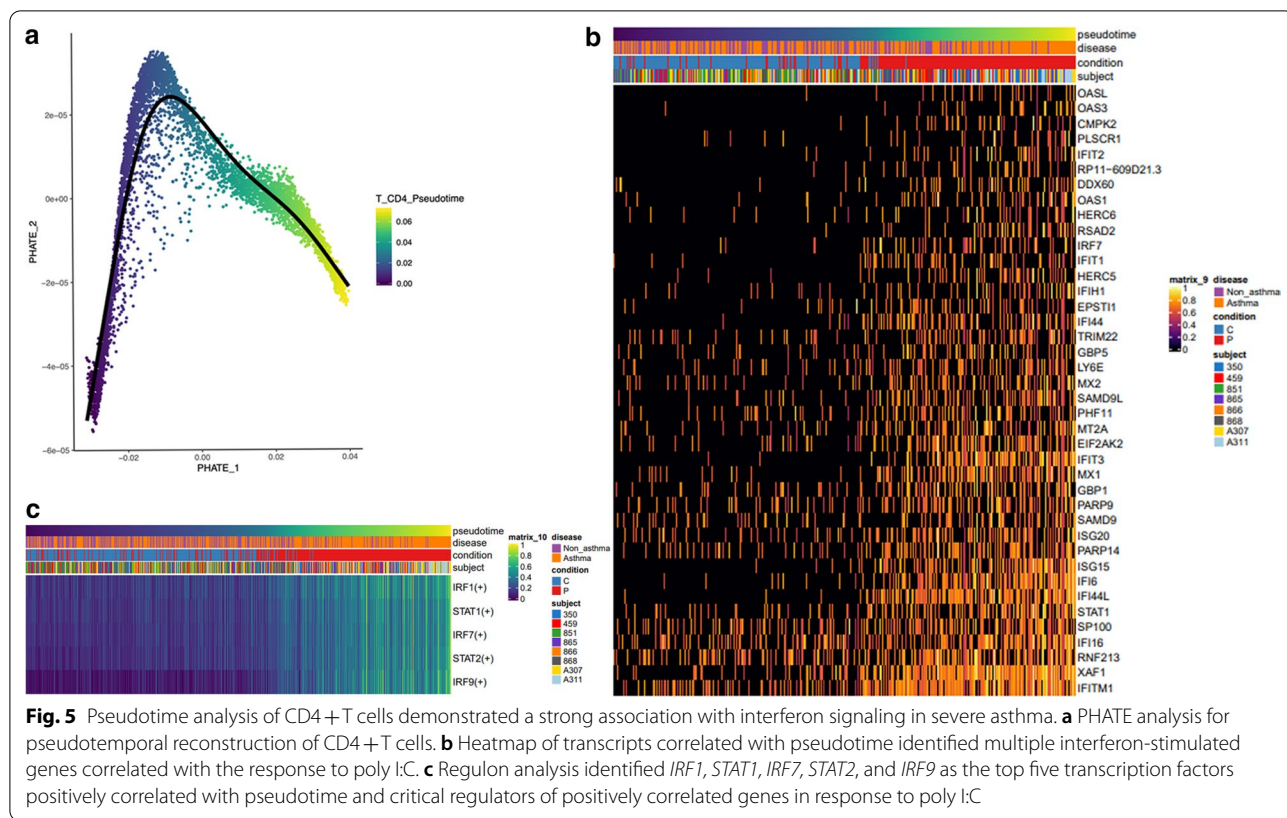 a
2e−05
0e+00
−2e−05
−4e−05
−6e−05
PHATE_2
−0.02
0.00
0.02
0.04
PHATE_1
T_CD4_Pseudotime
0.06
0.04
0.02
0.00
b
pseudotime
disease
condition
subject
OASL
OAS3
CMPK2
PLSCR1
IFIT2
RP11−609D21.3
DDX60
OAS1
HERC6
RSAD2
IRF7
IFIT1
HERC5
IFIH1
EPSTI1
IFI44
TRIM22
GBP5
LY6E
MX2
SAMD9L
PHF11
MT2A
EIF2AK2
IFIT3
MX1
GBP1
PARP9
SAMD9
ISG20
PARP14
ISG15
IFI6
IFI44L
STAT1
SP100
IFI16
RNF213
XAF1
IFITM1
matrix_9
1
0.8
0.6
0.4
0.2
0
disease
Non_asthma
Asthma
condition
C
P
subject
350
459
851
865
866
868
A307
A311
c
pseudotime
disease
condition
subject
IRF1(+)
STAT1(+)
IRF7(+)
STAT2(+)
IRF9(+)
matrix_10
1
0.8
0.6
0.4
0.2
0
disease
Non_asthma
Asthma
condition
C
P
subject
350
459
851
865
866
868
A307
A311
Fig. 5 Pseudotime analysis of CD4+T cells demonstrated a strong association with interferon signaling in severe asthma. a PHATE analysis for
pseudotemporal reconstruction of CD4+T cells. b Heatmap of transcripts correlated with pseudotime identified multiple interferon-stimulated
genes correlated with the response to poly I:C. c Regulon analysis identified IRF1, STAT1, IRF7, STAT2, and IRF9 as the top five transcription factors
positively correlated with pseudotime and critical regulators of positively correlated genes in response to poly I:C